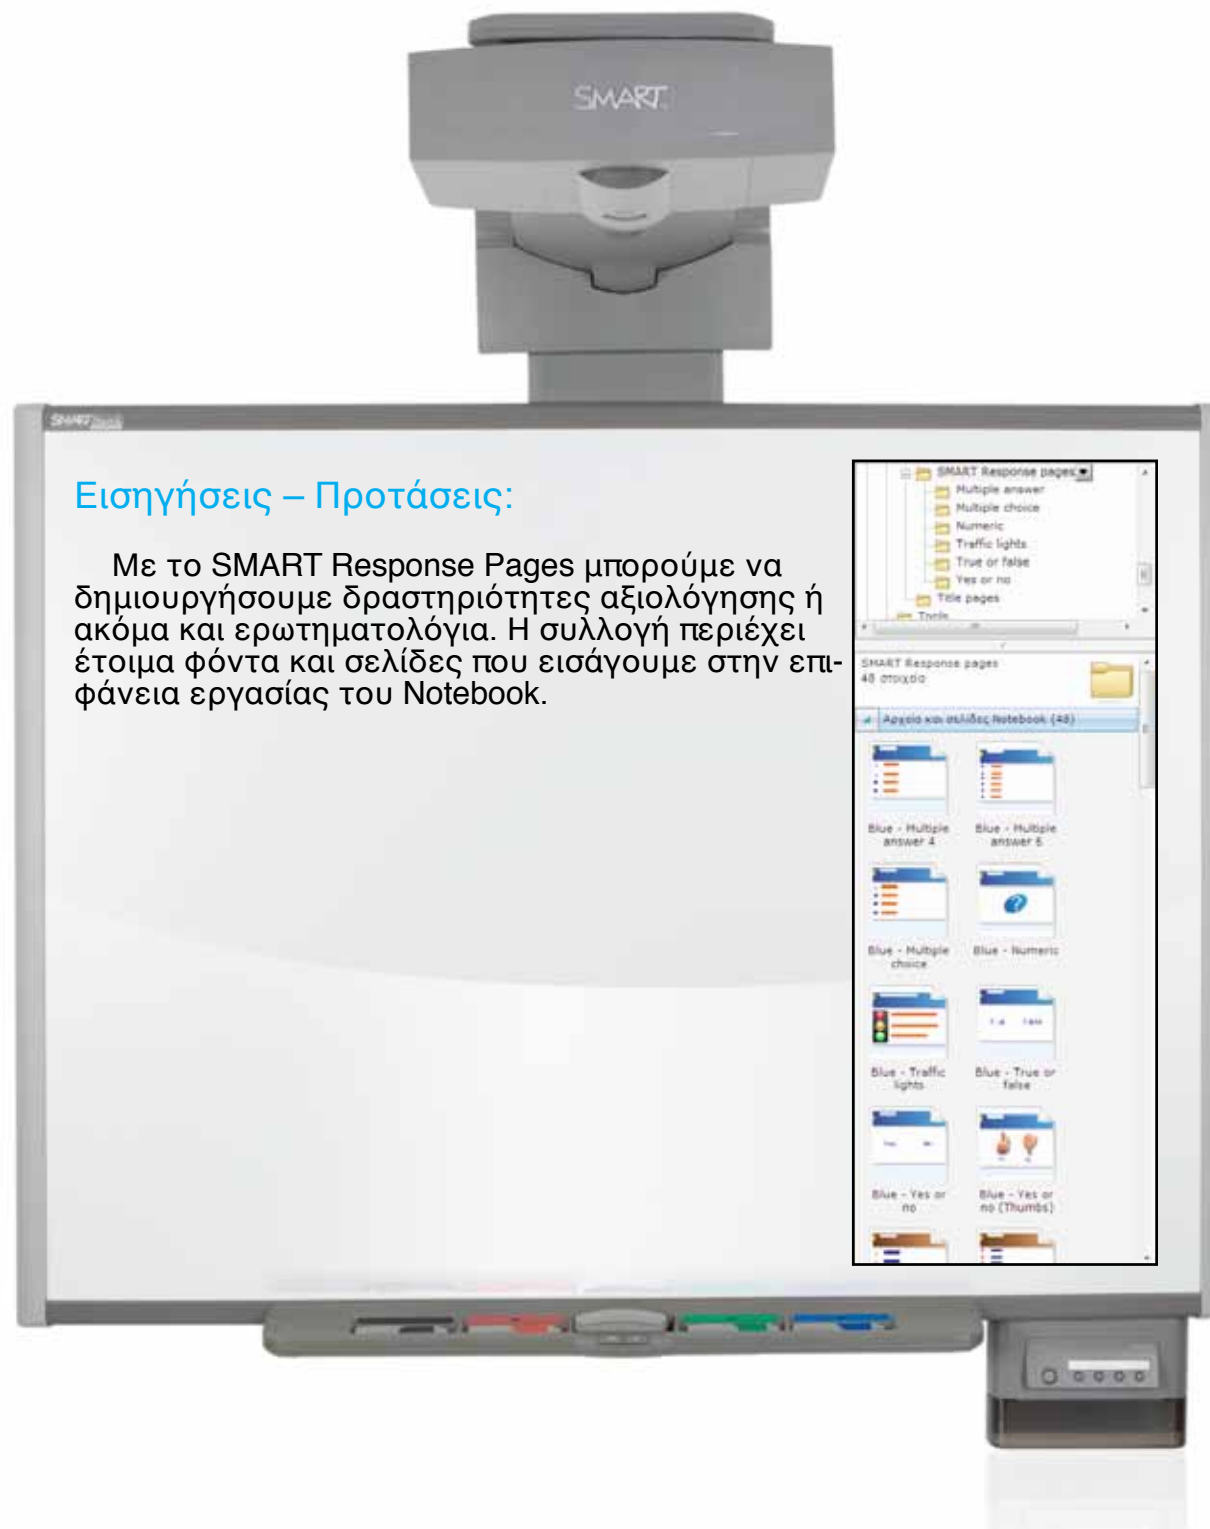 SMART
SMART
Εισηγήσεις – Προτάσεις:
Με το SMART Response Pages μπορούμε να
δημιουργήσουμε δραστηριότητες αξιολόγησης ή
ακόμα και ερωτηματολόγια. Η συλλογή περιέχει
έτοιμα φόντα και σελίδες που εισάγουμε στην επι-
φάνεια εργασίας του Notebook.
SMART Response pages
Multiple answer
Multiple choice
Numeric
Traffic lights
True or false
Yes or no
Title pages
Tools
SMART Response pages
48 στοιχεία
Αρχεία και σελίδες Notebook (48)
Blue - Multiple answer 4
Blue - Multiple answer 6
Blue - Multiple choice
Blue - Numeric
Blue - Traffic lights
Blue - True or false
Blue - Yes or no
Blue - Yes or no (Thumbs)